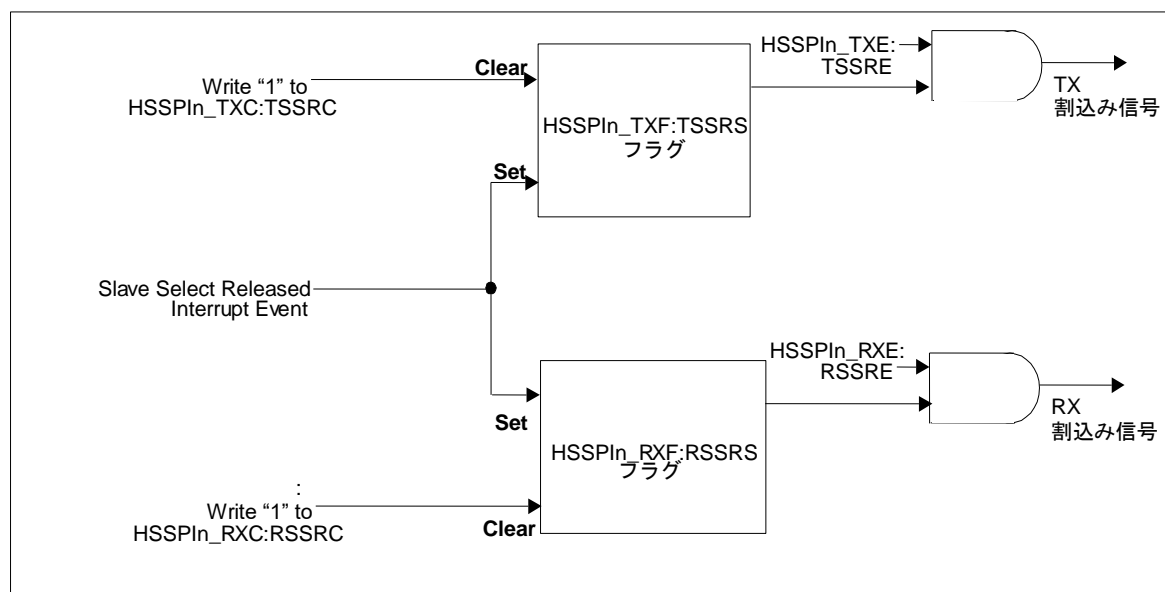 HSSPIn_TXE:
TSSRE
Clear
Write “1” to
HSSPIn_TXC:TSSRC
TX
割込み信号
HSSPIn_TXF:TSSRS
フラグ
Set
Slave Select Released
Interrupt Event
HSSPIn_RXE:
RSSRE
Set
RX
割込み信号
HSSPIn_RXF:RSSRS
フラグ
:
Write “1” to
HSSPIn_RXC:RSSRC
Clear